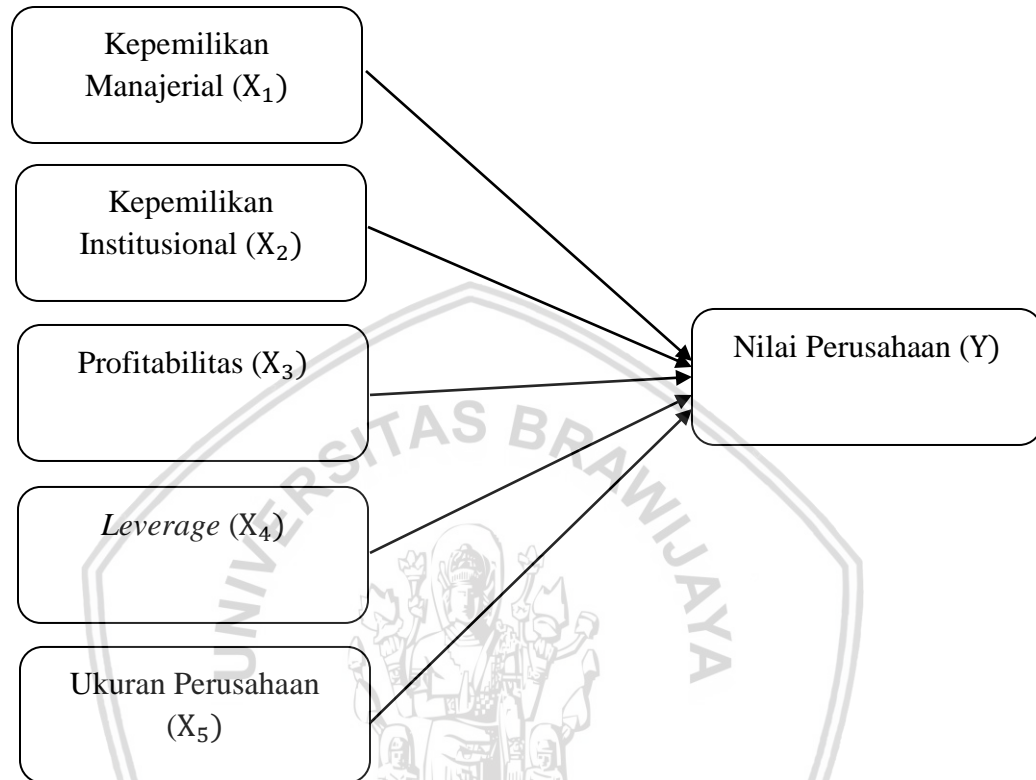 Kepemilikan
Manajerial (X₁)
Kepemilikan
Institusional (X₂)
Profitabilitas (X₃)
Nilai Perusahaan (Y)
Leverage (X₄)
Ukuran Perusahaan
(X₅)
UNIVERSITAS BRAWIJAYA